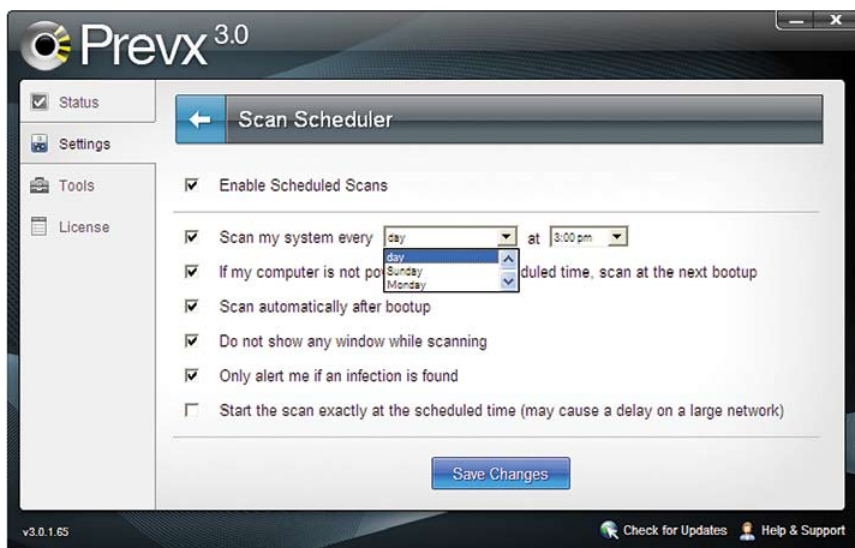 Prevx 3.0
Status
Settings
Tools
License
Scan Scheduler
Enable Scheduled Scans
Scan my system every day at 3:00 pm
day
Sunday
Monday
If my computer is not po duled time, scan at the next bootup
Scan automatically after bootup
Do not show any window while scanning
Only alert me if an infection is found
Start the scan exactly at the scheduled time (may cause a delay on a large network)
Save Changes
v3.0.1.65
Check for Updates
Help & Support